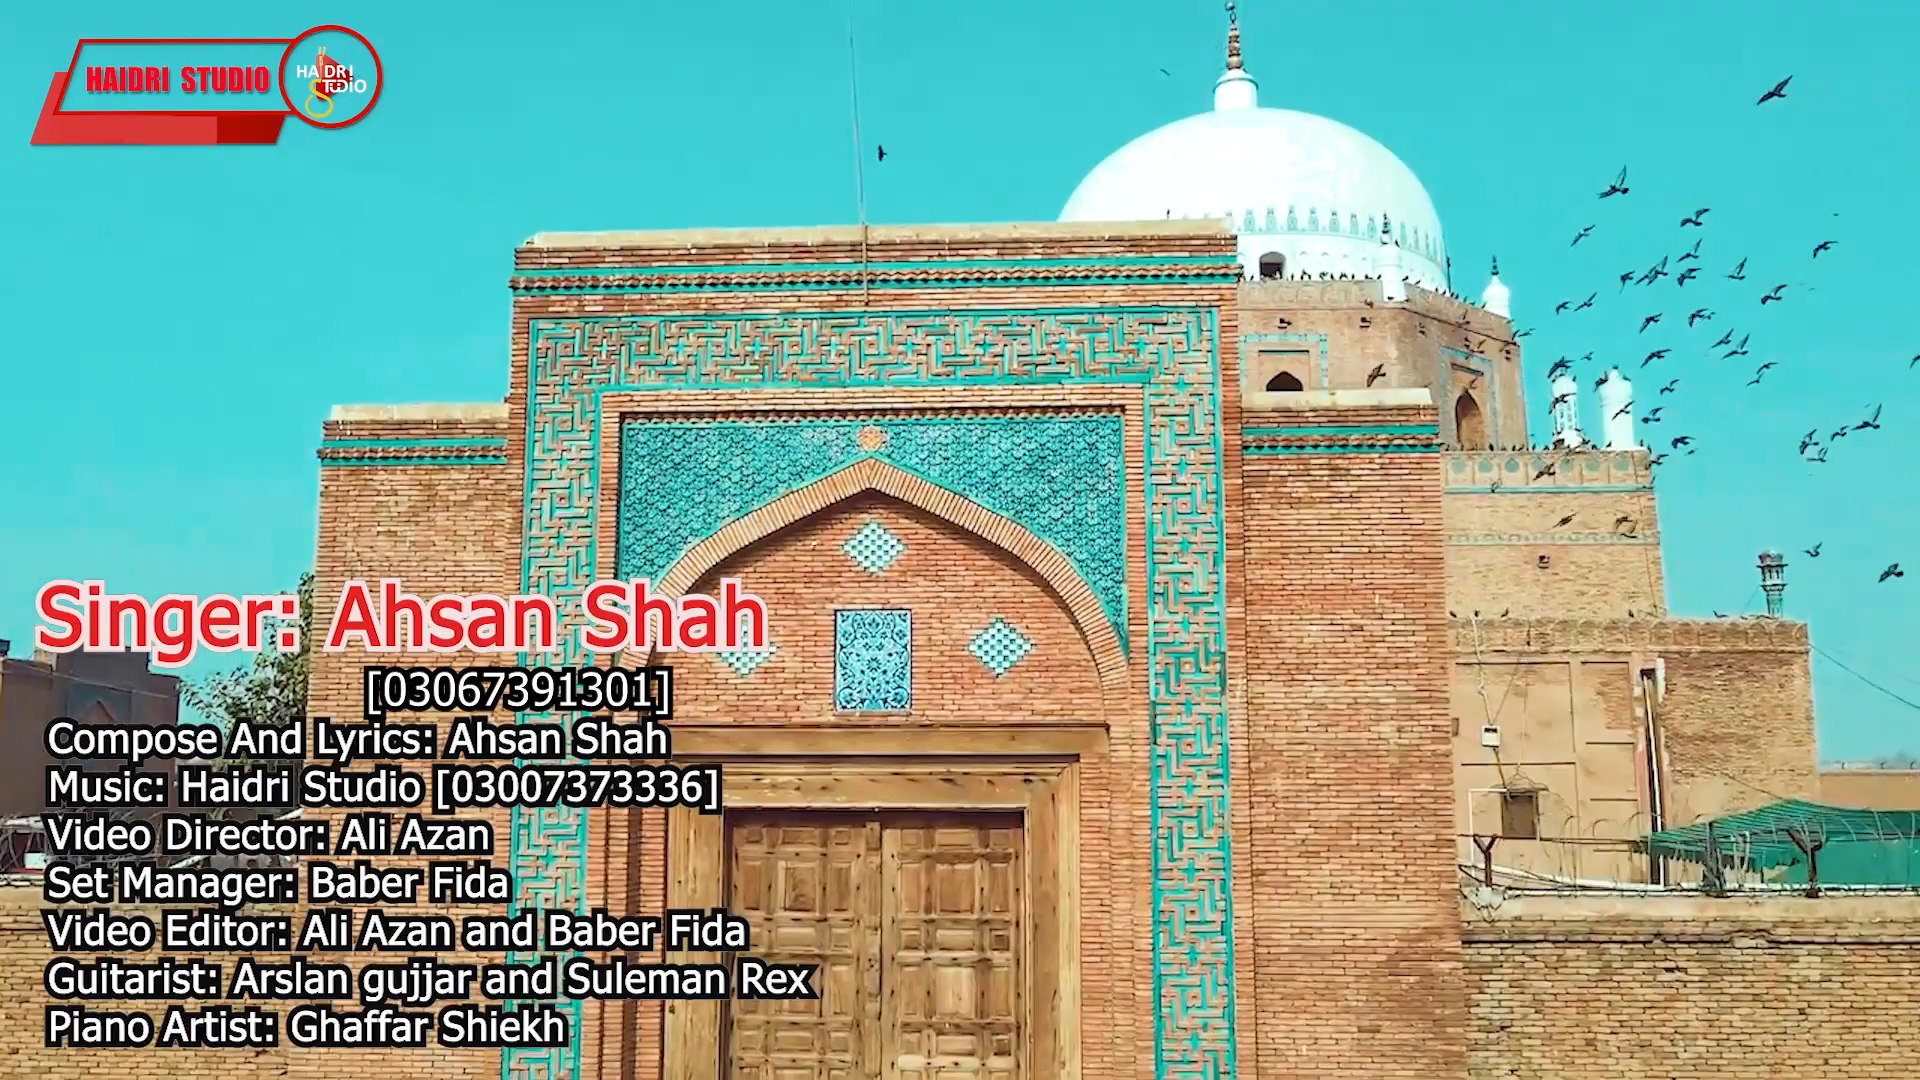 HAIDRI STUDIO
HAIDRI
STUDIO
Singer: Ahsan Shah
[03067391301]
Compose And Lyrics: Ahsan Shah
Music: Haidri Studio [03007373336]
Video Director: Ali Azan
Set Manager: Baber Fida
Video Editor: Ali Azan and Baber Fida
Guitarist: Arslan gujjar and Suleman Rex
Piano Artist: Ghaffar Shiekh